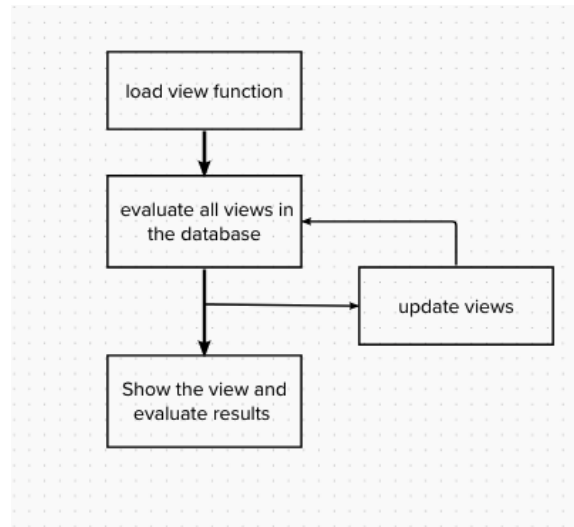 load view function
evaluate all views in
the database
update views
Show the view and
evaluate results